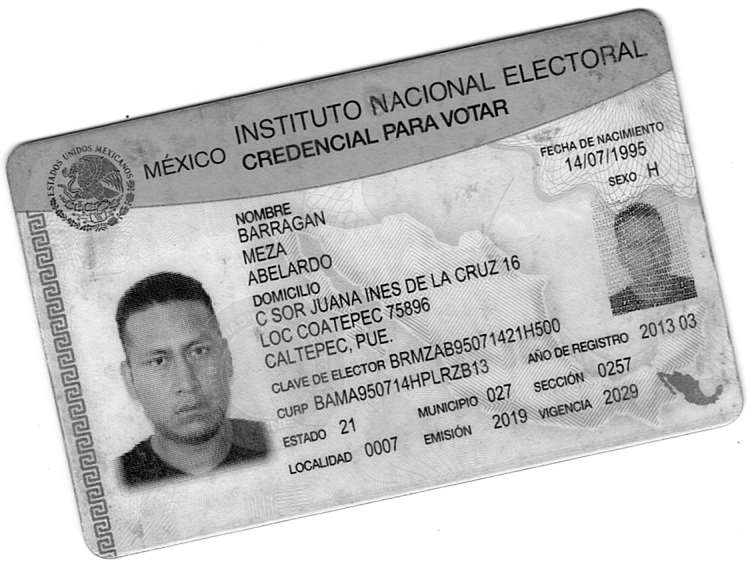 ESTADOS UNIDOS MEXICANOS
MÉXICO INSTITUTO NACIONAL ELECTORAL
CREDENCIAL PARA VOTAR
FECHA DE NACIMIENTO
14/07/1995
SEXO H
NOMBRE
BARRAGAN
MEZA
ABELARDO
DOMICILIO
C SOR JUANA INES DE LA CRUZ 16
LOC COATEPEC 75896
CALTEPEC, PUE.
CLAVE DE ELECTOR BRMZAB95071421H500
CURP BAMA950714HPLRZB13 AÑO DE REGISTRO 2013 03
ESTADO 21 MUNICIPIO 027 SECCIÓN 0257
LOCALIDAD 0007 EMISIÓN 2019 VIGENCIA 2029